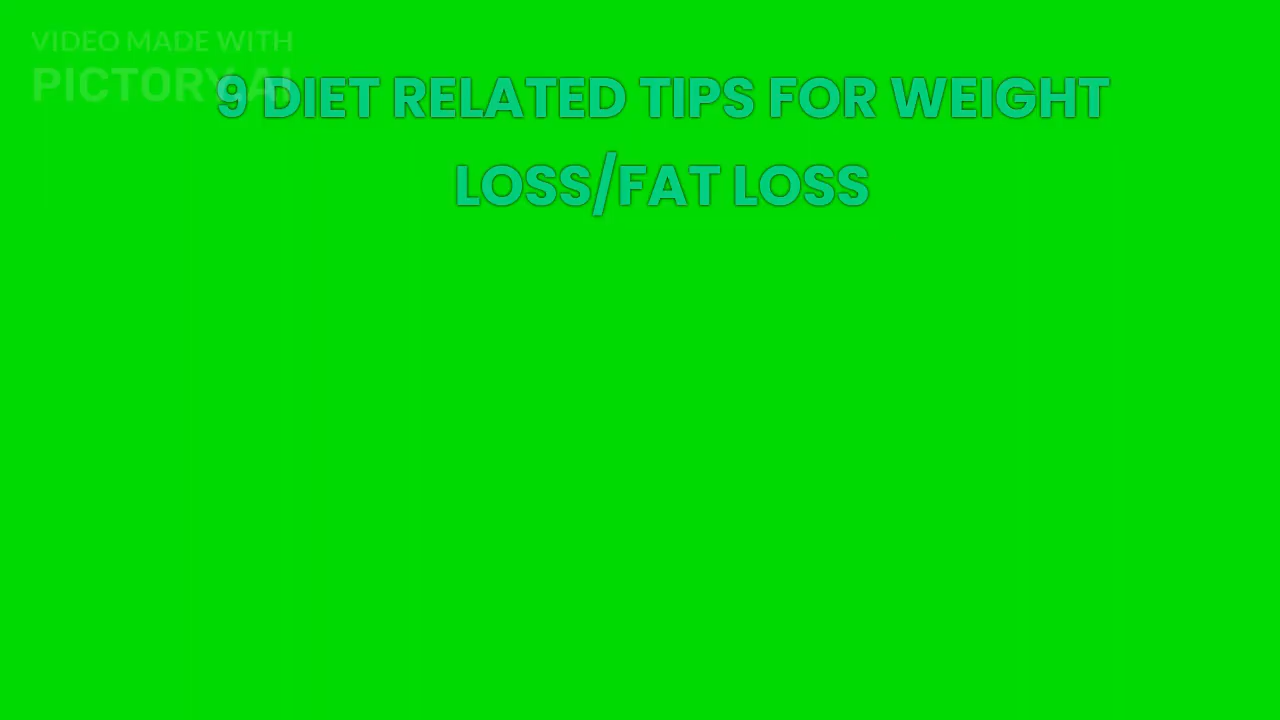 VIDEO MADE WITH
PICTORY.AI
9 DIET RELATED TIPS FOR WEIGHT
LOSS/FAT LOSS